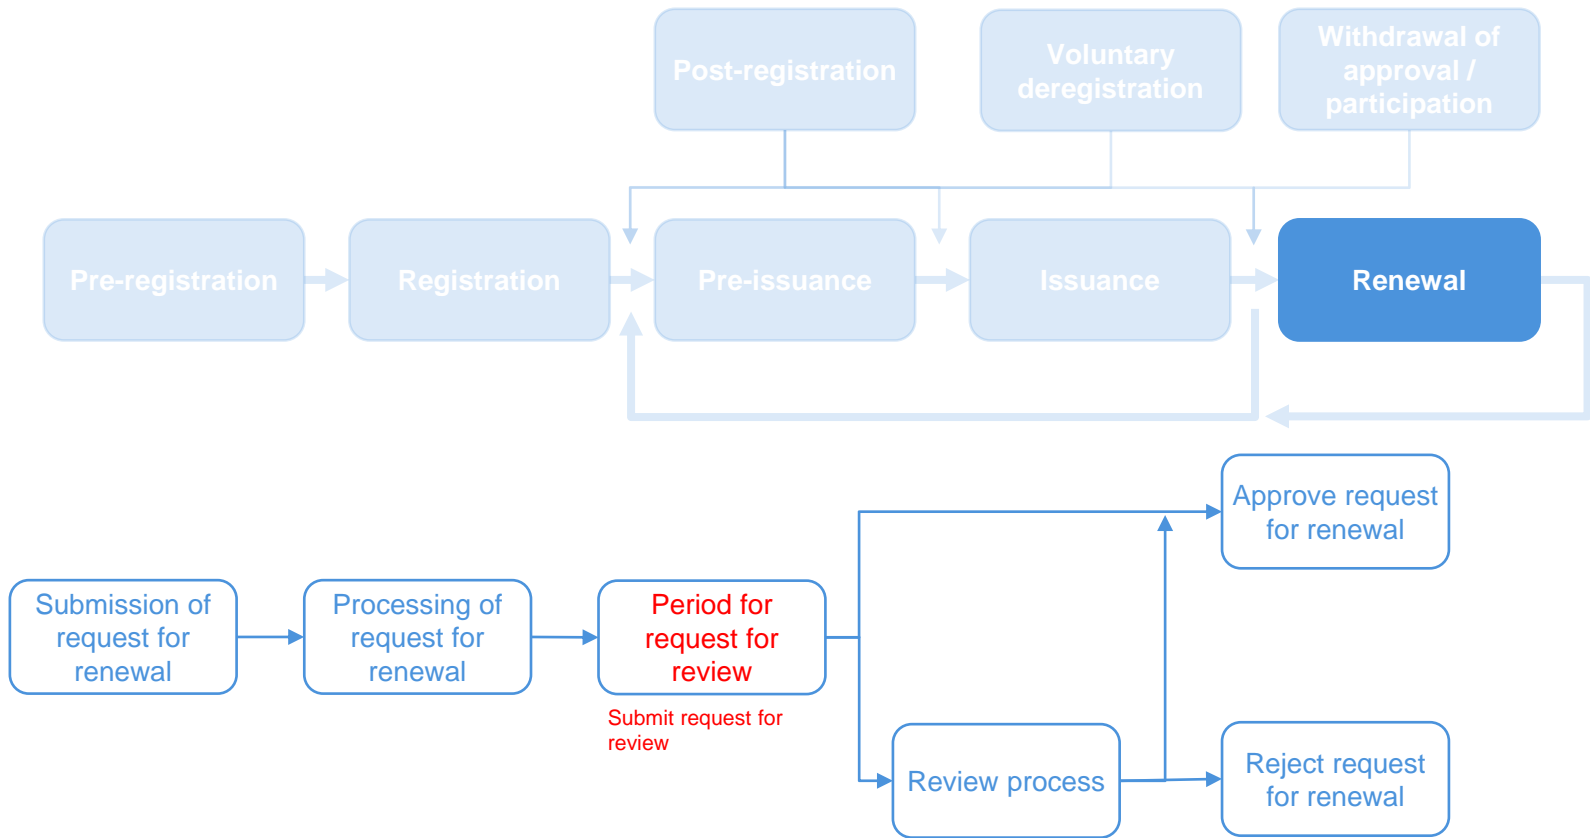 Post-registration
Voluntary
deregistration
Withdrawal of
approval /
participation
Pre-registration
Registration
Pre-issuance
Issuance
Renewal
Approve request
for renewal
Submission of
request for
renewal
Processing of
request for
renewal
Period for
request for
review
Submit request for
review
Review process
Reject request
for renewal